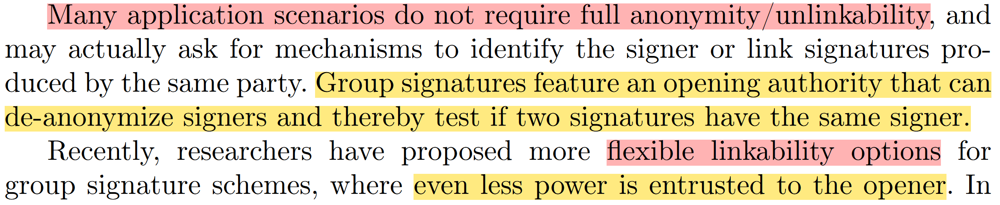 Many application scenarios do not require full anonymity/unlinkability, and
may actually ask for mechanisms to identify the signer or link signatures pro-
duced by the same party. Group signatures feature an opening authority that can
de-anonymize signers and thereby test if two signatures have the same signer.
Recently, researchers have proposed more flexible linkability options for
group signature schemes, where even less power is entrusted to the opener. In